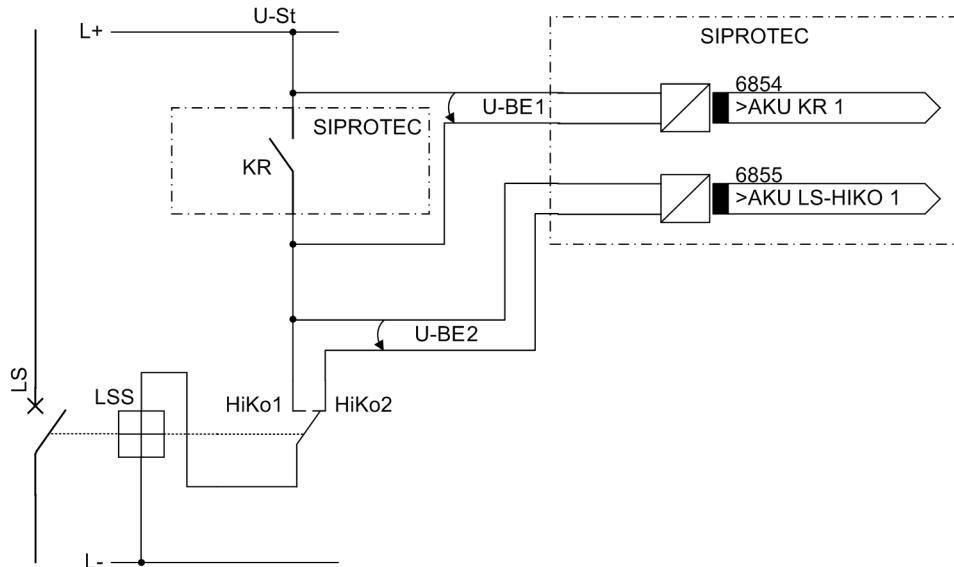 U-St
L+
SIPROTEC
6854
>AKU KR 1
U-BE1
SIPROTEC
KR
6855
>AKU LS-HIKO 1
U-BE2
LS
LSS
HiKo1
HiKo2
L-